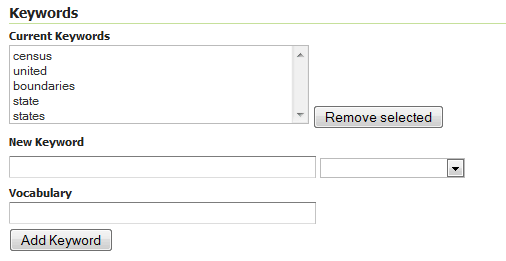 Keywords
Current Keywords
census
united
boundaries
state
states
Remove selected
New Keyword
Vocabulary
Add Keyword